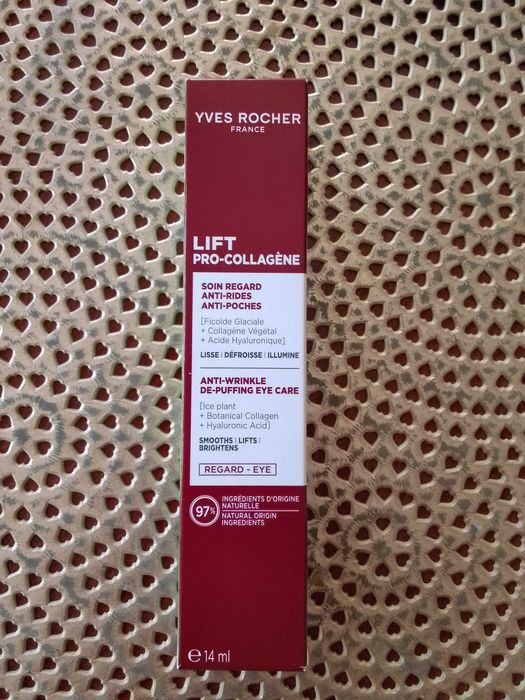 YVES ROCHER
FRANCE
LIFT
PRO-COLLAGÈNE
SOIN REGARD
ANTI-RIDES
ANTI-POCHES
[Ficoïde Glaciale
+ Collagène Végétal
+ Acide Hyaluronique]
LISSE | DÉFROISSE | ILLUMINE
ANTI-WRINKLE
DE-PUFFING EYE CARE
[Ice plant
+ Botanical Collagen
+ Hyaluronic Acid]
SMOOTHS | LIFTS |
BRIGHTENS
REGARD - EYE
97%
INGRÉDIENTS D'ORIGINE
NATURELLE
NATURAL ORIGIN
INGREDIENTS
℮ 14 ml